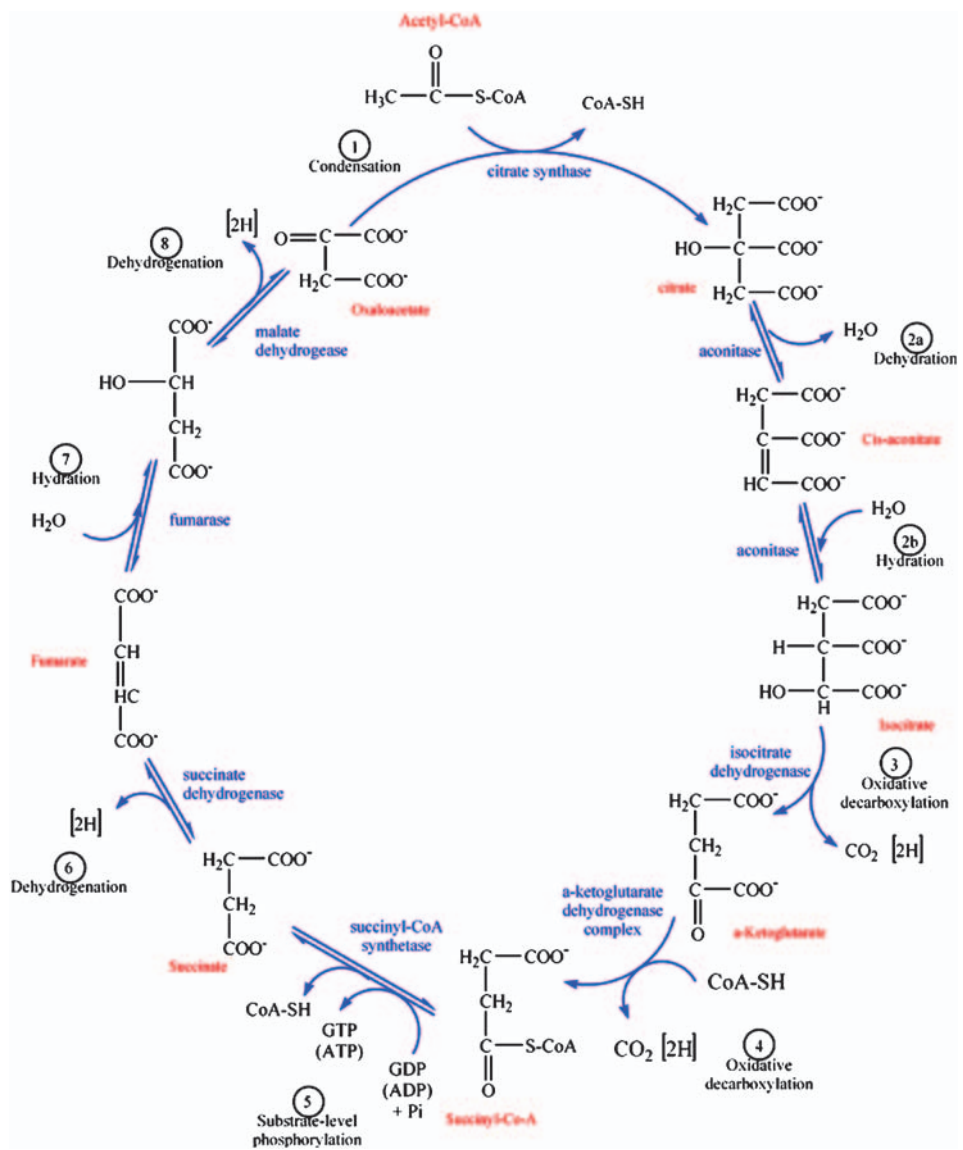 Acetyl-CoA
O
H₃C C S-CoA
CoA-SH
1
Condensation
citrate synthase
[2H]
8
Dehydrogenation
O C COO⁻
H₂C COO⁻
Oxaloacetate
malate
dehydrogease
H₂C COO⁻
HO C COO⁻
H₂C COO⁻
citrate
aconitase
H₂O
2a
Dehydration
COO⁻
HO CH
CH₂
COO⁻
H₂C COO⁻
C COO⁻
HC COO⁻
Cis-aconitate
7
Hydration
H₂O
fumarase
aconitase
H₂O
2b
Hydration
COO⁻
CH
HC
COO⁻
Fumarate
H₂C COO⁻
H C COO⁻
HO C COO⁻
H
Isocitrate
isocitrate
dehydrogenase
3
Oxidative
decarboxylation
CO₂ [2H]
succinate
dehydrogenase
[2H]
6
Dehydrogenation
H₂C COO⁻
CH₂
C COO⁻
O
a-Ketoglutarate
H₂C COO⁻
CH₂
COO⁻
Succinate
a-ketoglutarate
dehydrogenase
complex
CoA-SH
CO₂ [2H]
4
Oxidative
decarboxylation
succinyl-CoA
synthetase
CoA-SH
GTP
(ATP)
GDP
(ADP)
+ Pi
5
Substrate-level
phosphorylation
H₂C COO⁻
CH₂
C S-CoA
O
Succinyl-Co-A